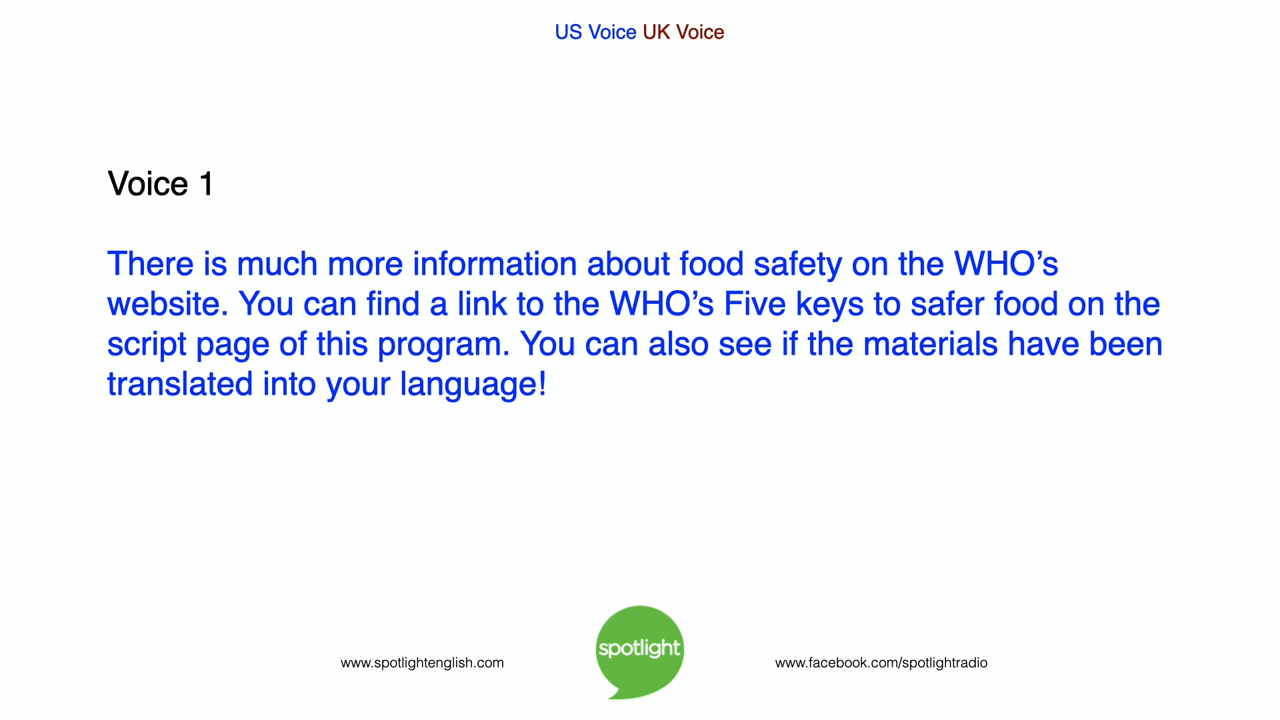 US Voice UK Voice
Voice 1
There is much more information about food safety on the WHO’s
website. You can find a link to the WHO’s Five keys to safer food on the
script page of this program. You can also see if the materials have been
translated into your language!
spotlight
www.spotlightenglish.com
www.facebook.com/spotlightradio